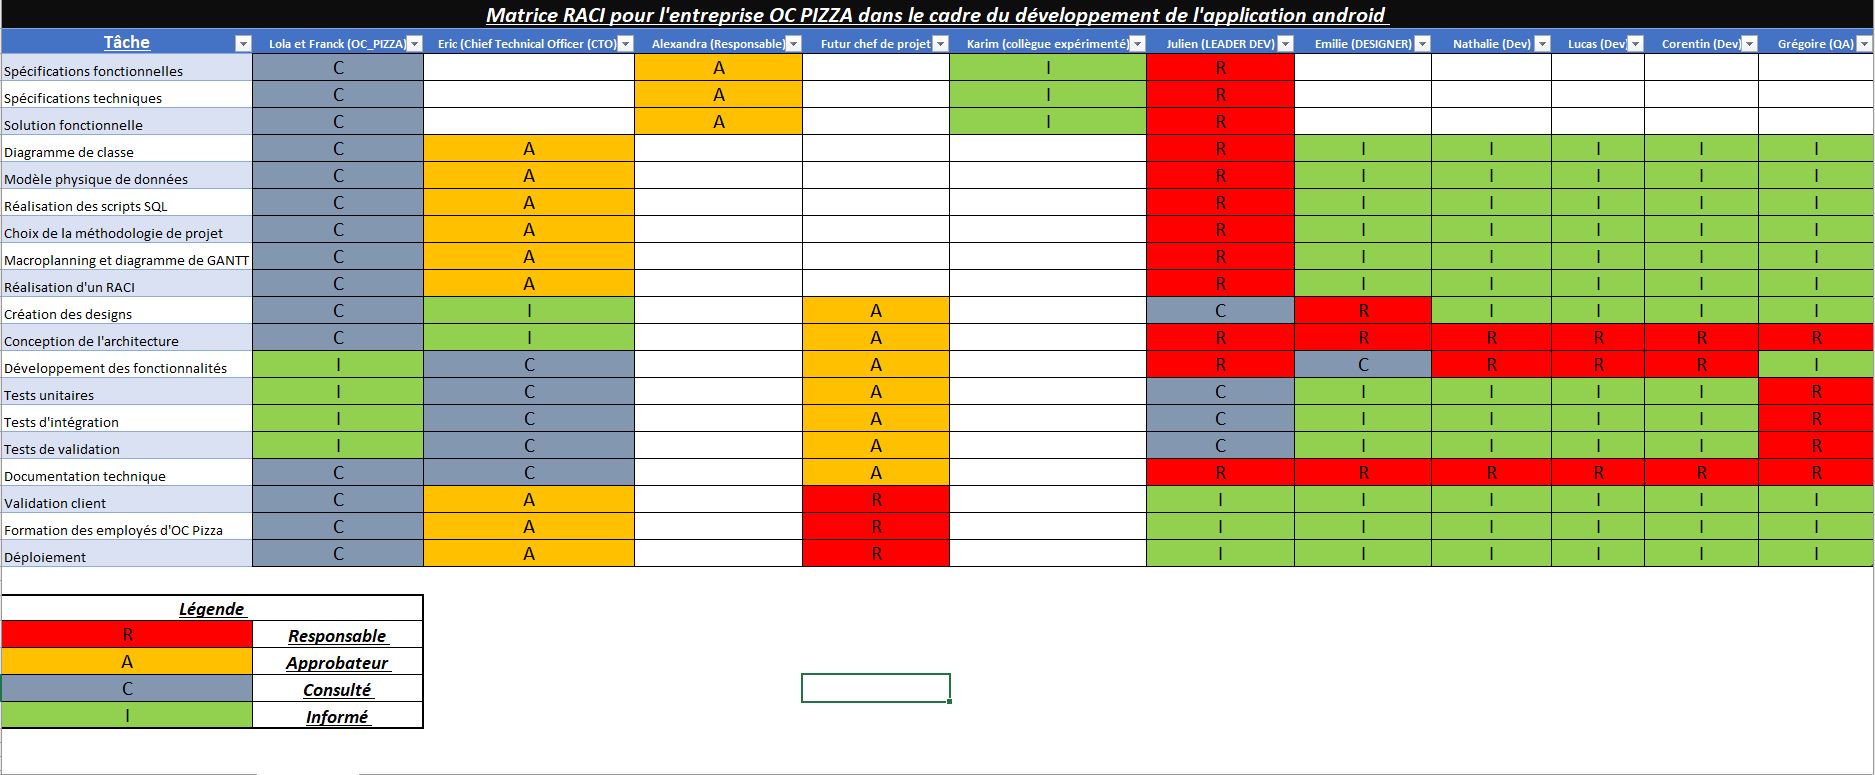 Matrice RACI pour l'entreprise OC PIZZA dans le cadre du développement de l'application android
Tâche Lola et Franck (OC_PIZZA) Eric (Chief Technical Officer (CTO) Alexandra (Responsable) Futur chef de projet Karim (collègue expérimenté) Julien (LEADER DEV) Emilie (DESIGNER) Nathalie (Dev) Lucas (Dev) Corentin (Dev) Grégoire (QA)
Spécifications fonctionnelles C A I R
Spécifications techniques C A I R
Solution fonctionnelle C A I R
Diagramme de classe C A R I I I I I
Modèle physique de données C A R I I I I I
Réalisation des scripts SQL C A R I I I I I
Choix de la méthodologie de projet C A R I I I I I
Macroplanning et diagramme de GANTT C A R I I I I I
Réalisation d'un RACI C A R I I I I I
Création des designs C I A C R I I I I
Conception de l'architecture C I A R R R R R R
Développement des fonctionnalités I C A R C R R R I
Tests unitaires I C A C I I I I R
Tests d'intégration I C A C I I I I R
Tests de validation I C A C I I I I R
Documentation technique C C A R R R R R R
Validation client C A R I I I I I I
Formation des employés d'OC Pizza C A R I I I I I I
Déploiement C A R I I I I I I
Légende
R Responsable
A Approbateur
C Consulté
I Informé